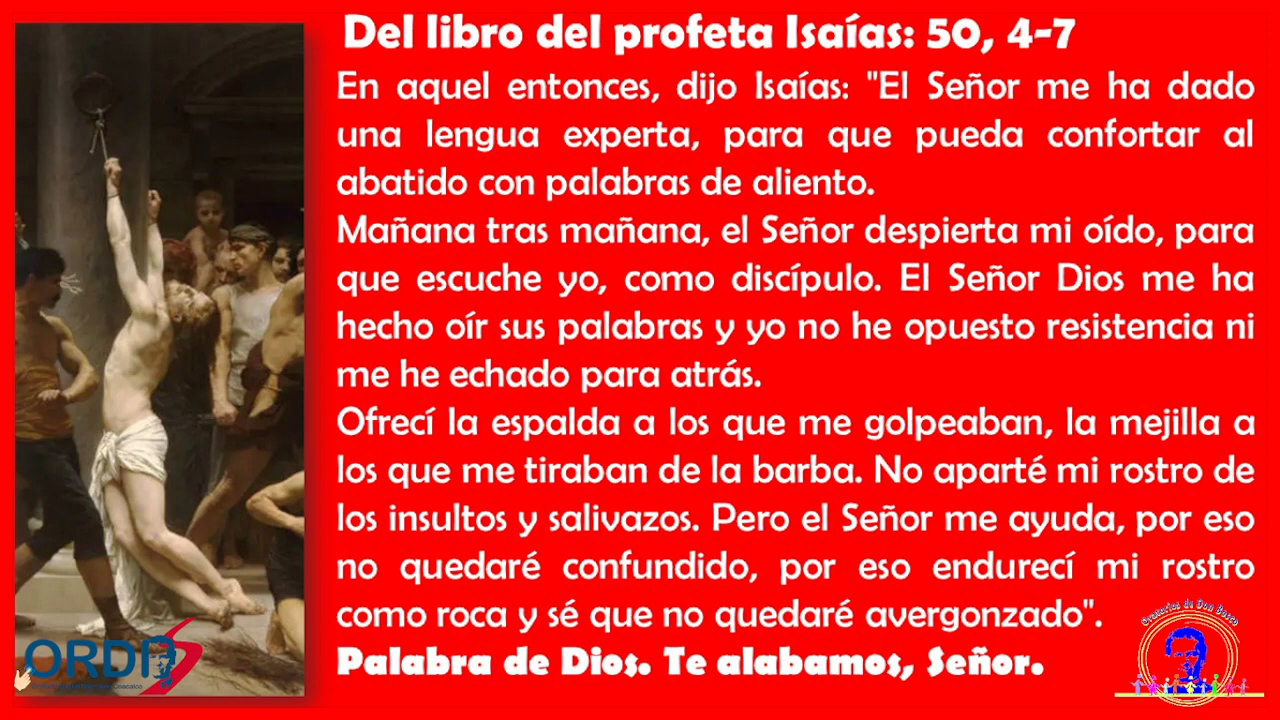 Del libro del profeta Isaías: 50, 4-7
En aquel entonces, dijo Isaías: "El Señor me ha dado
una lengua experta, para que pueda confortar al
abatido con palabras de aliento.
Mañana tras mañana, el Señor despierta mi oído, para
que escuche yo, como discípulo. El Señor Dios me ha
hecho oír sus palabras y yo no he opuesto resistencia ni
me he echado para atrás.
Ofrecí la espalda a los que me golpeaban, la mejilla a
los que me tiraban de la barba. No aparté mi rostro de
los insultos y salivazos. Pero el Señor me ayuda, por eso
no quedaré confundido, por eso endurecí mi rostro
como roca y sé que no quedaré avergonzado".
Palabra de Dios. Te alabamos, Señor.
ORDBS
Oratorios de Don Bosco